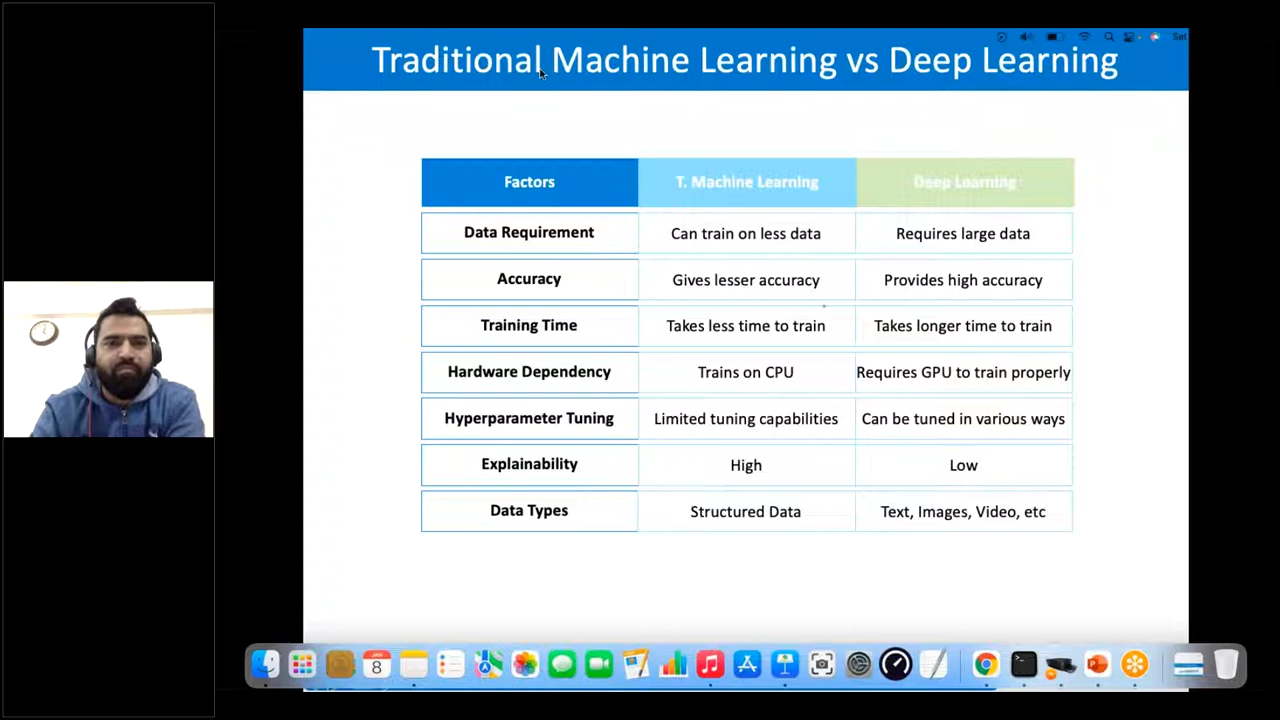 Set
Traditional Machine Learning vs Deep Learning
Factors T. Machine Learning Deep Learning
Data Requirement Can train on less data Requires large data
Accuracy Gives lesser accuracy Provides high accuracy
Training Time Takes less time to train Takes longer time to train
Hardware Dependency Trains on CPU Requires GPU to train properly
Hyperparameter Tuning Limited tuning capabilities Can be tuned in various ways
Explainability High Low
Data Types Structured Data Text, Images, Video, etc
JAN
8